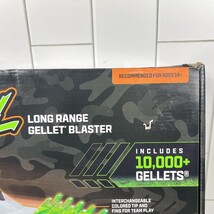 RECOMMENDED FOR AGES 14+
LONG RANGE
GELLET BLASTER
INCLUDES
10,000+
GELLETS®
INTERCHANGEABLE
COLORED TIP AND
FINS FOR TEAM PLAY